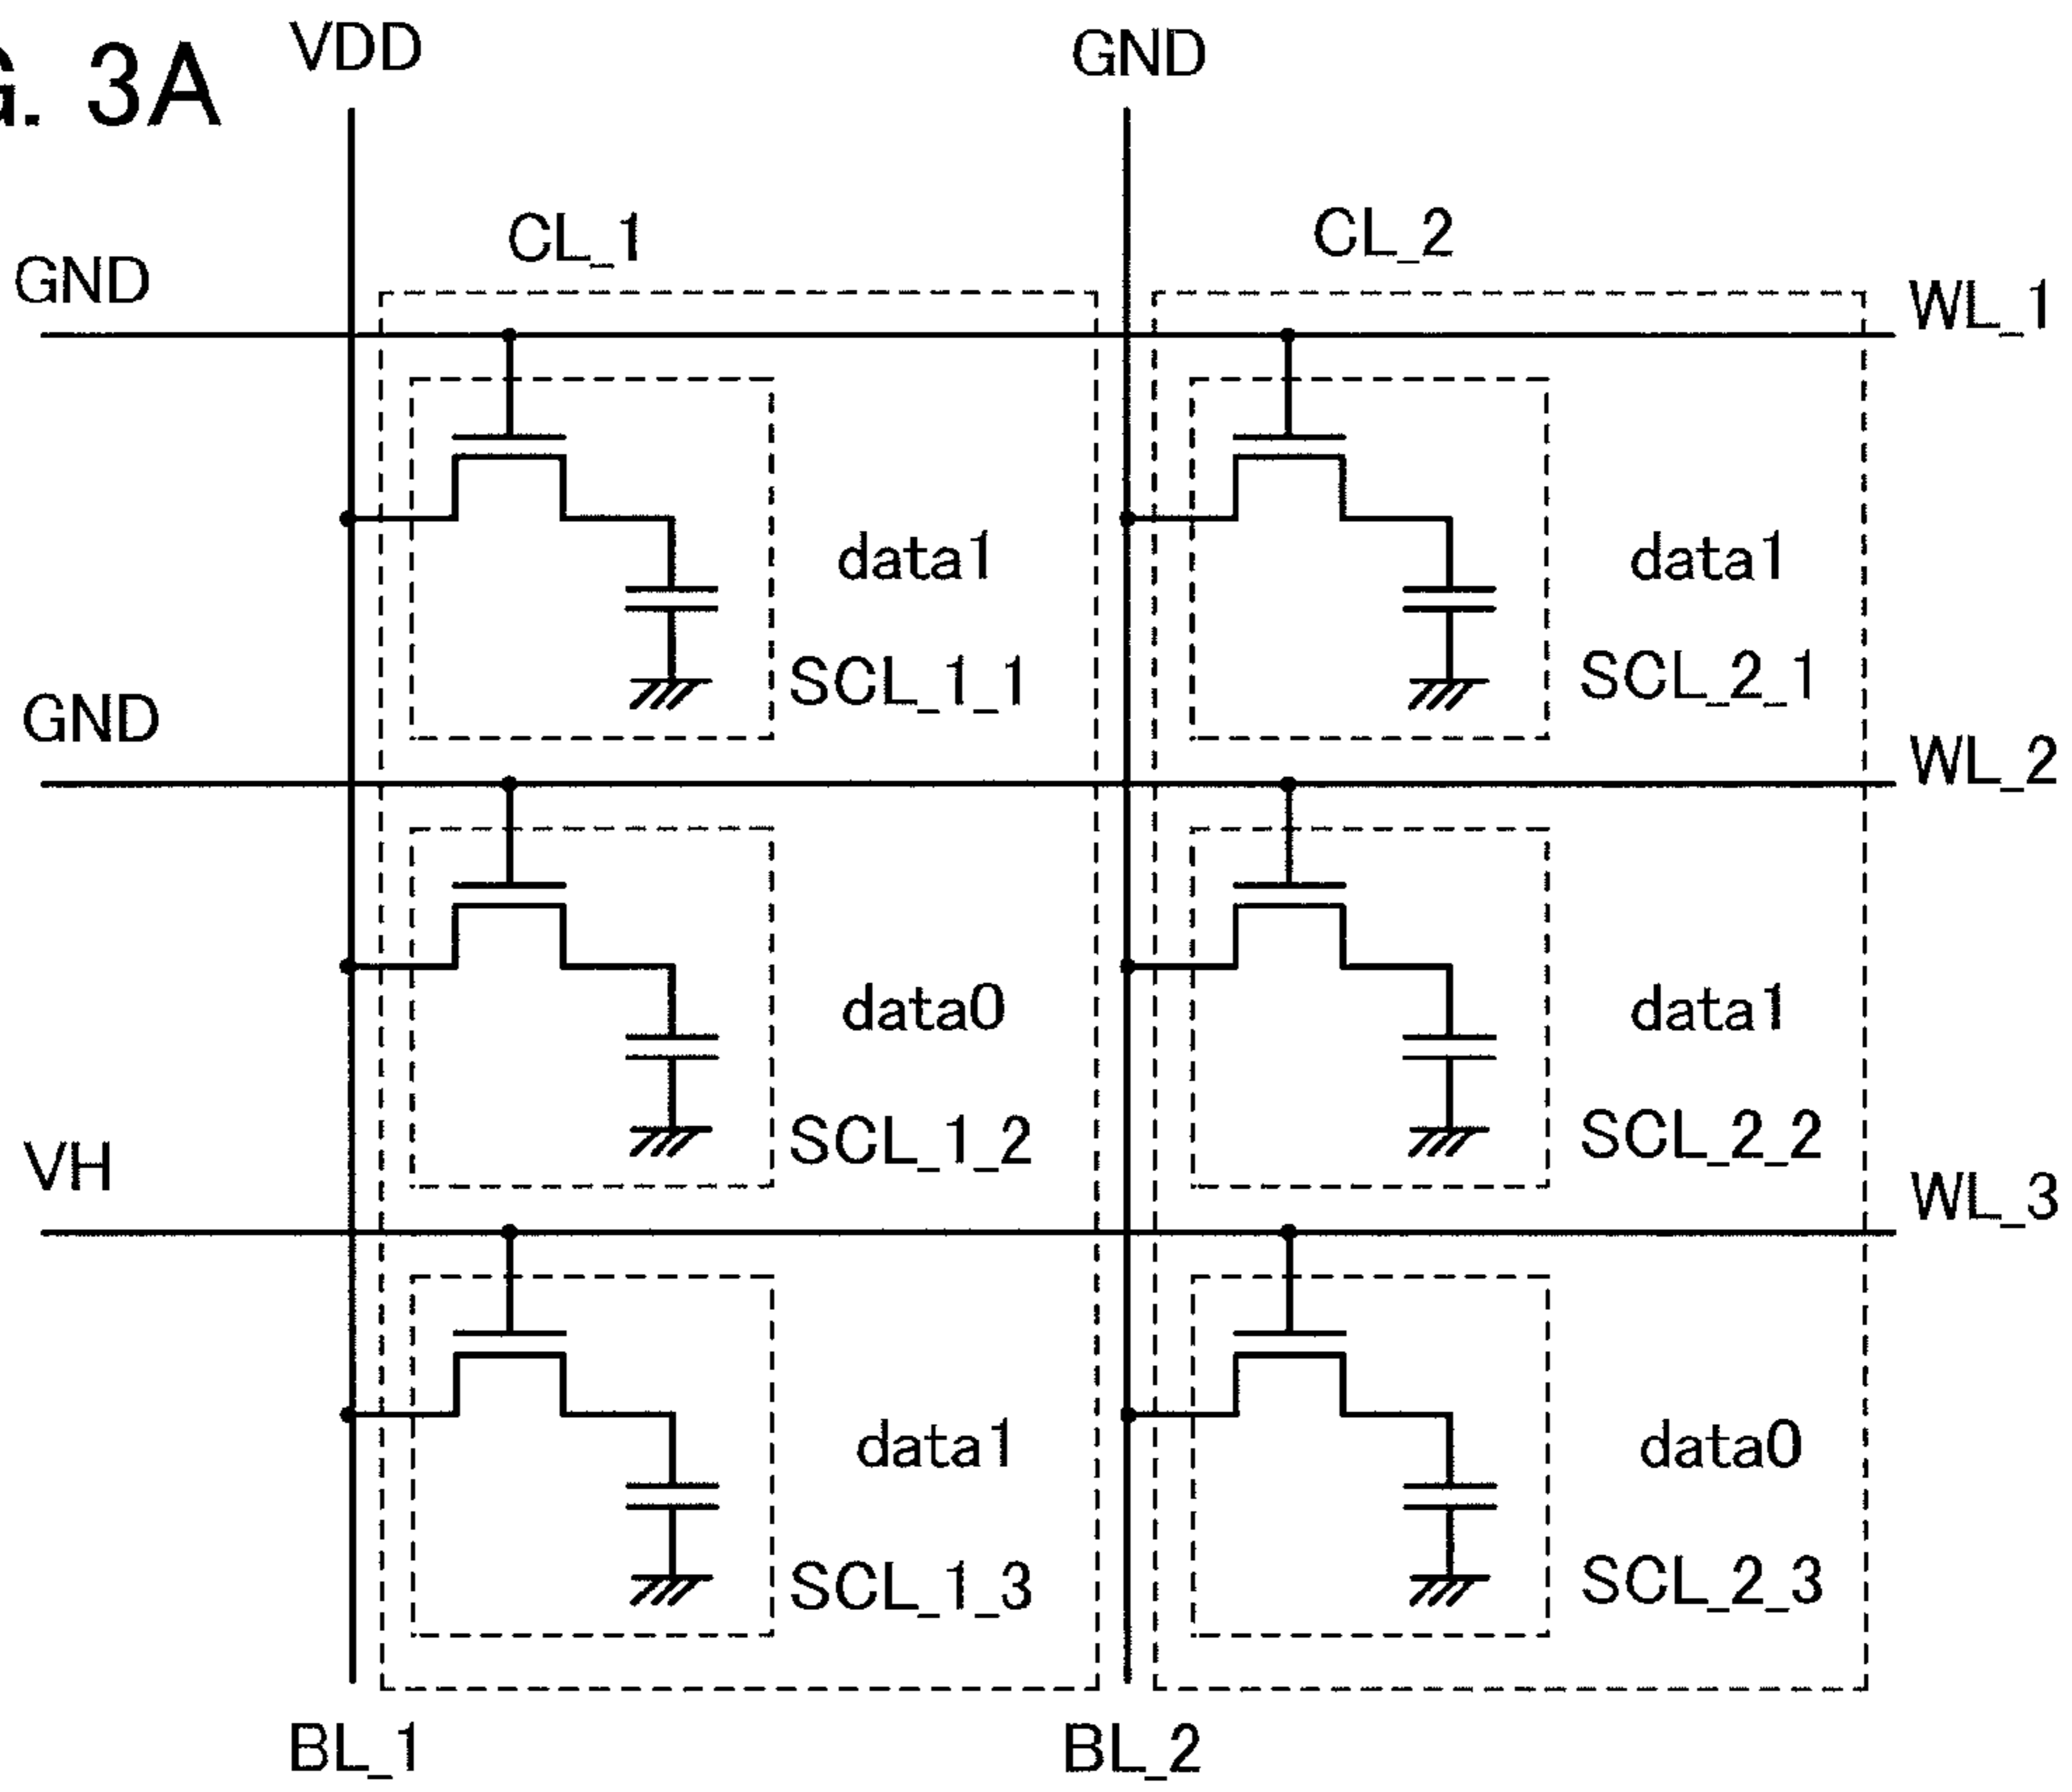 G. 3A
VDD
GND
CL_1
CL_2
GND
WL_1
data1
data1
SCL_1_1
SCL_2_1
GND
WL_2
data0
data1
SCL_1_2
SCL_2_2
VH
WL_3
data1
data0
SCL_1_3
SCL_2_3
BL_1
BL_2